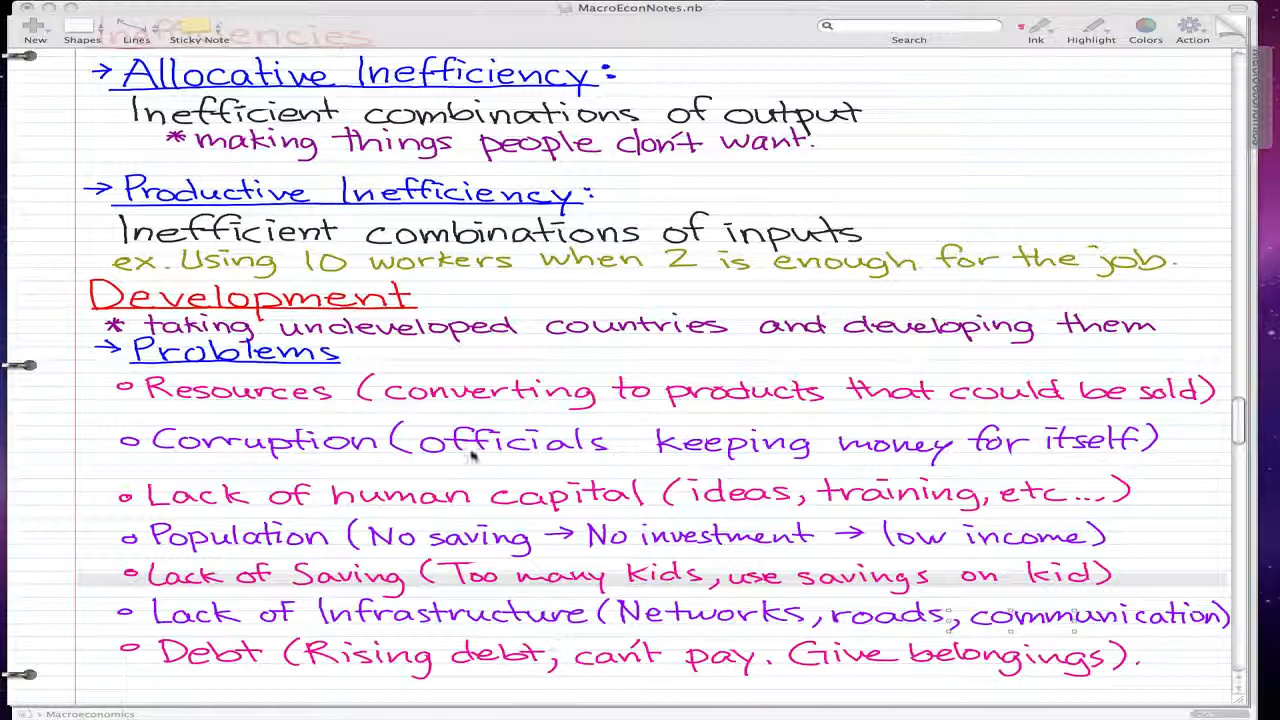 MacroEconNotes.nb
New Shapes Lines Sticky Note Search Ink Highlight Colors Action
→ Allocative Inefficiency:
Inefficient combinations of output
* making things people don't want.
→ Productive Inefficiency:
Inefficient combinations of inputs
ex. Using 10 workers when 2 is enough for the job.
Development
* taking undeveloped countries and developing them
→ Problems
o Resources (converting to products that could be sold)
o Corruption (officials keeping money for itself)
o Lack of human capital (ideas, training, etc...)
o Population (No saving → No investment → low income)
o Lack of Saving (Too many kids, use savings on kid)
o Lack of Infrastructure (Networks, roads, communication)
o Debt (Rising debt, can't pay. Give belongings).
Macroeconomics